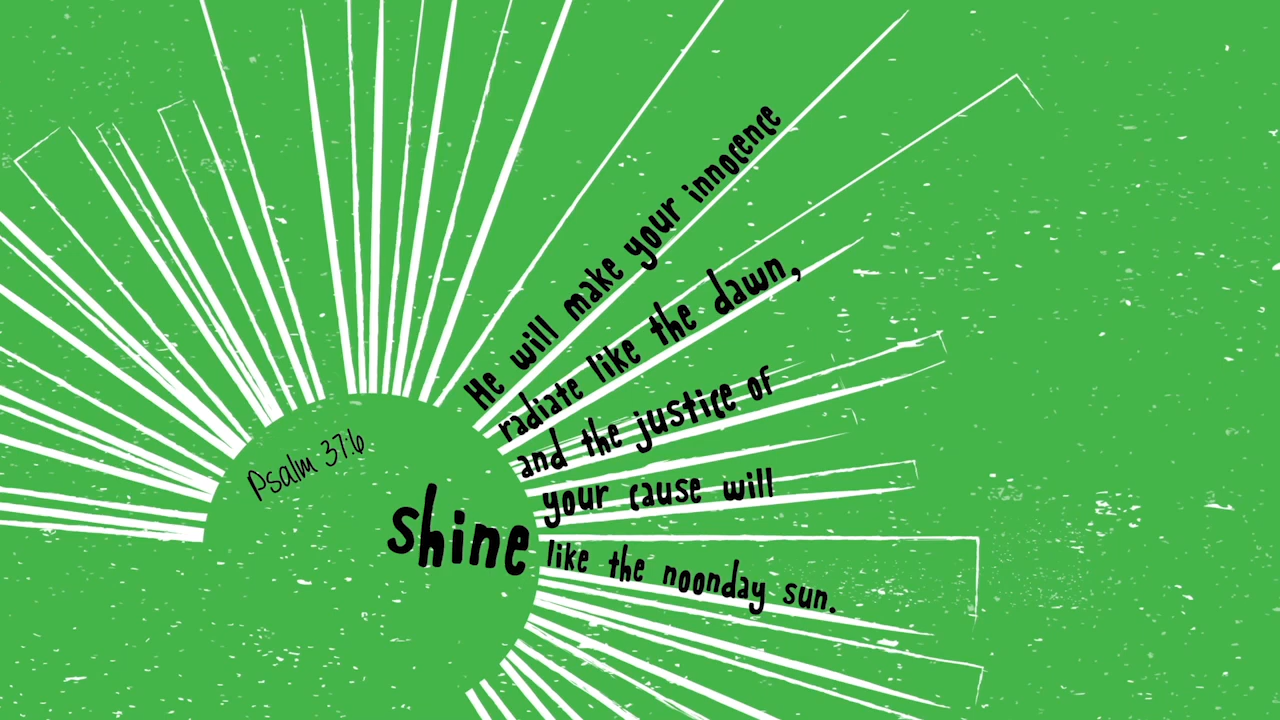 He will make your innocence
radiate like the dawn,
and the justice of
your cause will
shine
like the noonday sun.
Psalm 37:6